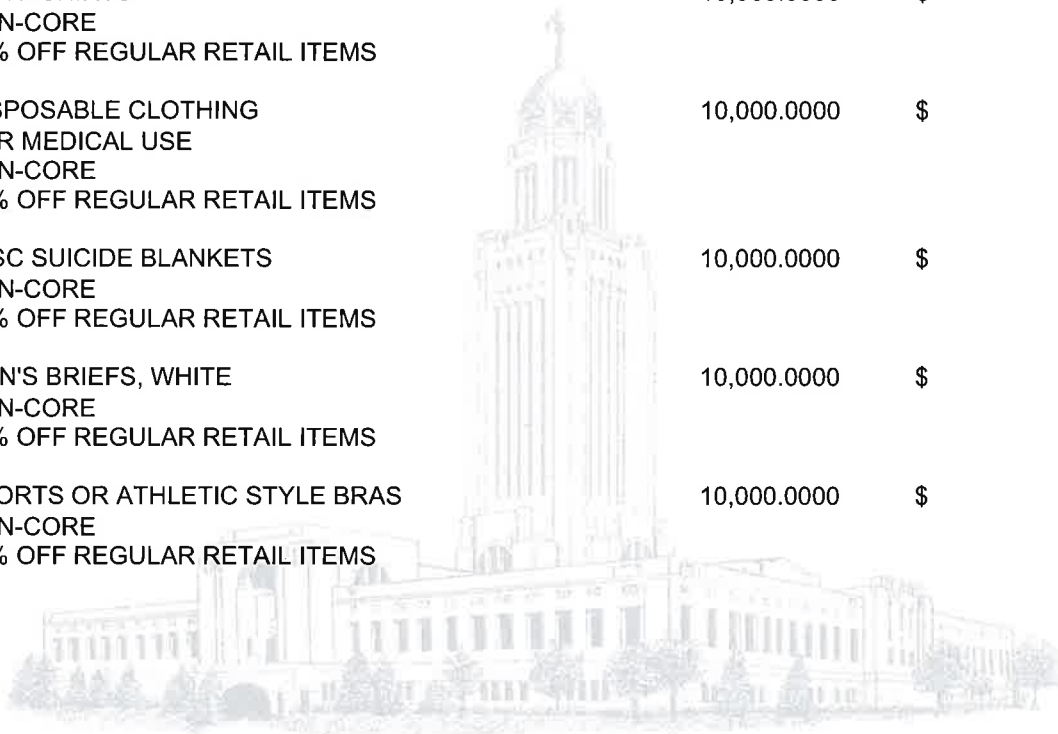 N-CORE
% OFF REGULAR RETAIL ITEMS
SPOSABLE CLOTHING 10,000.0000 $
R MEDICAL USE
N-CORE
% OFF REGULAR RETAIL ITEMS
SC SUICIDE BLANKETS 10,000.0000 $
N-CORE
% OFF REGULAR RETAIL ITEMS
N'S BRIEFS, WHITE 10,000.0000 $
N-CORE
% OFF REGULAR RETAIL ITEMS
ORTS OR ATHLETIC STYLE BRAS 10,000.0000 $
N-CORE
% OFF REGULAR RETAIL ITEMS